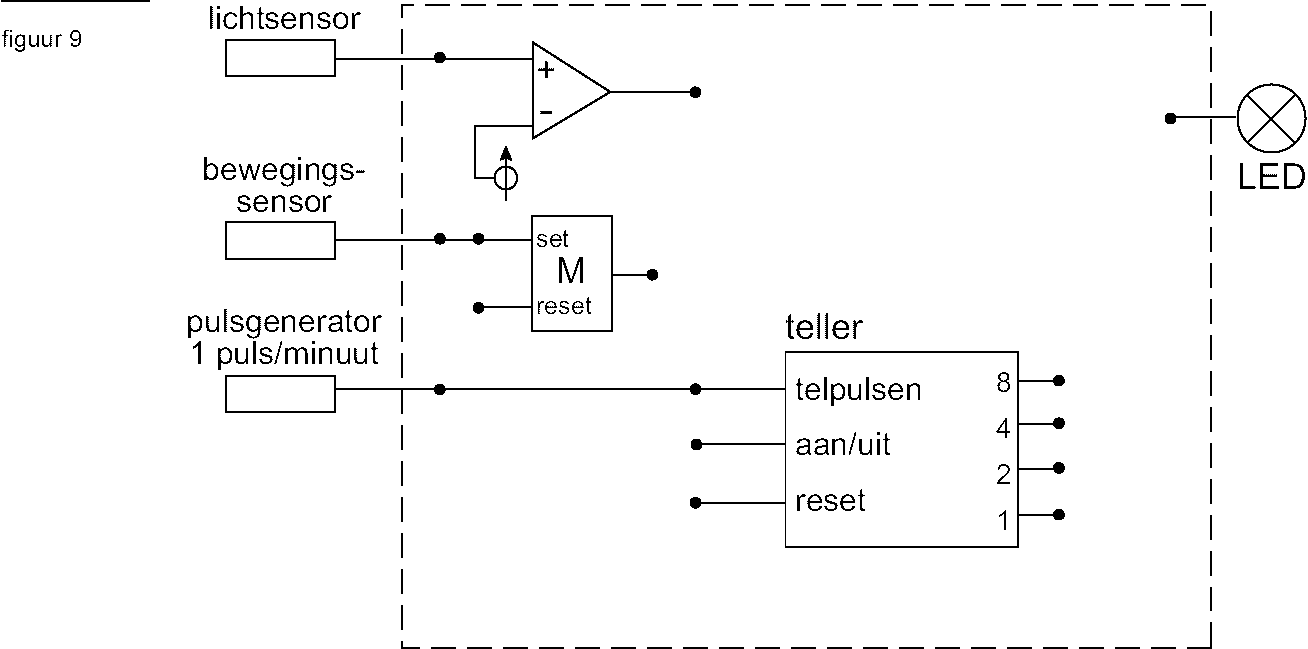 figuur 9
lichtsensor
+
-
bewegings-
sensor
set
M
reset
pulsgenerator
1 puls/minuut
teller
telpulsen
aan/uit
reset
8
4
2
1
LED